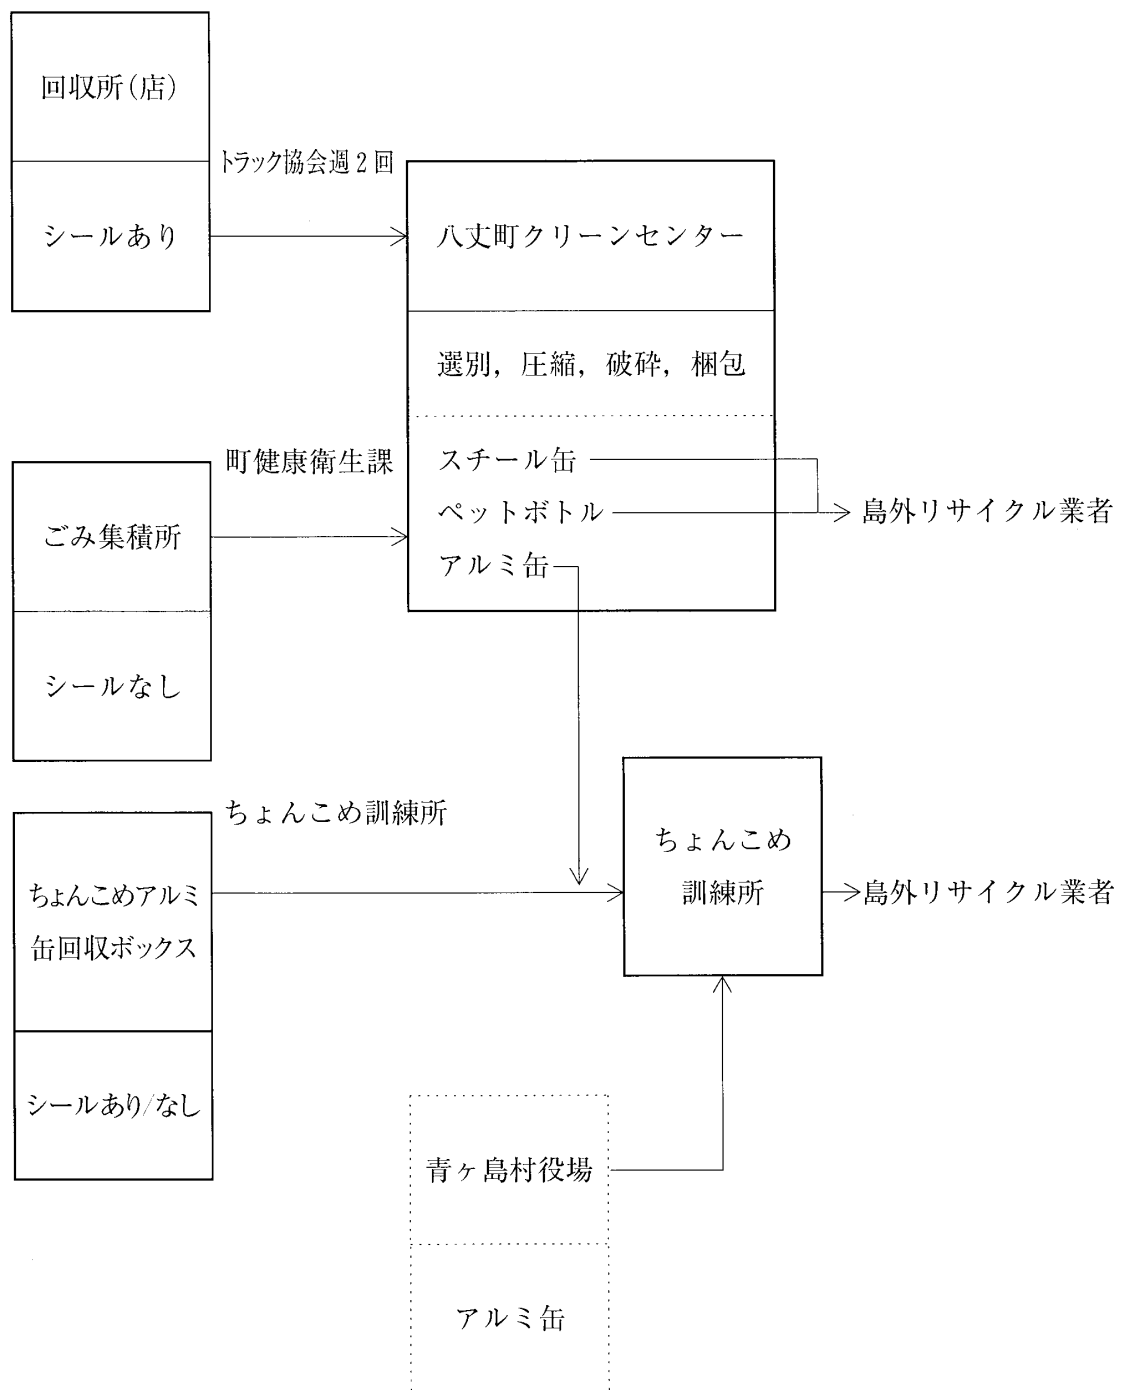 回収所(店)
トラック協会週2回
シールあり
八丈町クリーンセンター
選別，圧縮，破砕，梱包
町健康衛生課
スチール缶
ペットボトル
島外リサイクル業者
ごみ集積所
アルミ缶
シールなし
ちょんこめ訓練所
ちょんこめ
訓練所
島外リサイクル業者
ちょんこめアルミ
缶回収ボックス
シールあり/なし
青ヶ島村役場
アルミ缶